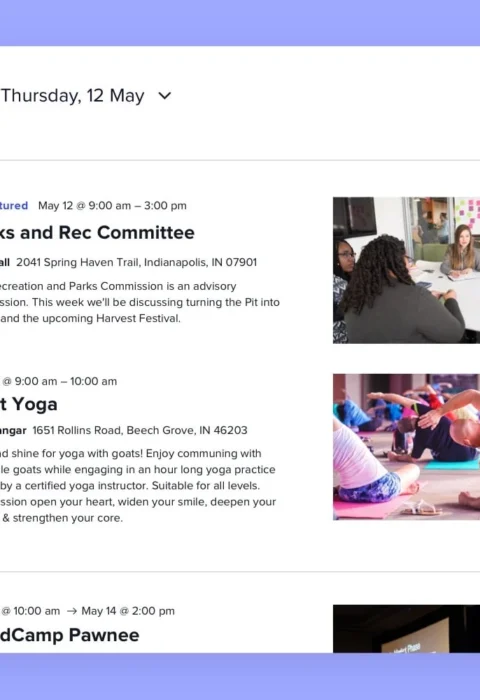 Thursday, 12 May
tured May 12 @ 9:00 am – 3:00 pm
ks and Rec Committee
all 2041 Spring Haven Trail, Indianapolis, IN 07901
ecreation and Parks Commission is an advisory
ssion. This week we'll be discussing turning the Pit into
and the upcoming Harvest Festival.
@ 9:00 am – 10:00 am
t Yoga
angar 1651 Rollins Road, Beech Grove, IN 46203
nd shine for yoga with goats! Enjoy communing with
le goats while engaging in an hour long yoga practice
by a certified yoga instructor. Suitable for all levels.
ssion open your heart, widen your smile, deepen your
& strengthen your core.
@ 10:00 am → May 14 @ 2:00 pm
dCamp Pawnee